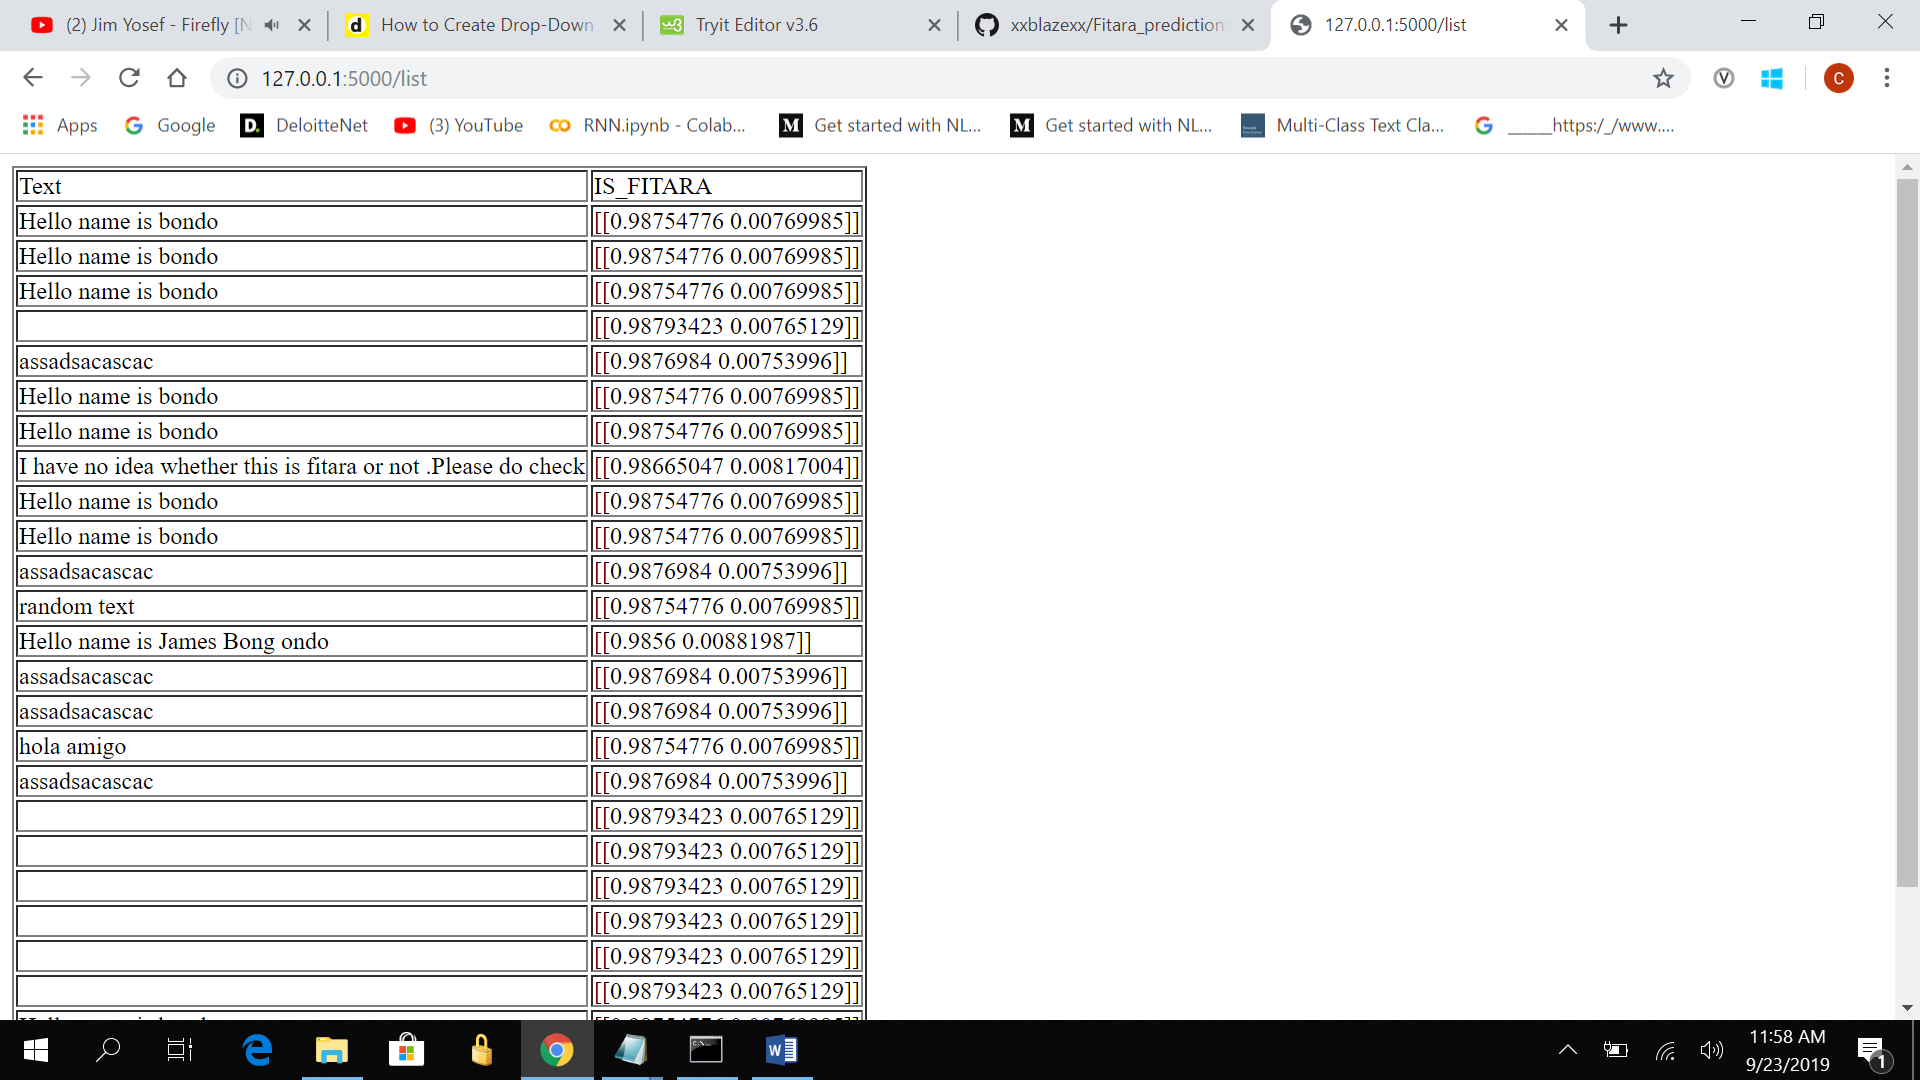 (2) Jim Yosef - Firefly [N
How to Create Drop-Down
Tryit Editor v3.6
xxblazexx/Fitara_prediction:
127.0.0.1:5000/list
127.0.0.1:5000/list
C
Apps
Google
DeloitteNet
(3) YouTube
RNN.ipynb - Colab...
Get started with NL...
Get started with NL...
Multi-Class Text Cla...
_____https:/_/www....
Text IS_FITARA
Hello name is bondo [[0.98754776 0.00769985]]
Hello name is bondo [[0.98754776 0.00769985]]
Hello name is bondo [[0.98754776 0.00769985]]
[[0.98793423 0.00765129]]
assadsacascac [[0.9876984 0.00753996]]
Hello name is bondo [[0.98754776 0.00769985]]
Hello name is bondo [[0.98754776 0.00769985]]
I have no idea whether this is fitara or not .Please do check [[0.98665047 0.00817004]]
Hello name is bondo [[0.98754776 0.00769985]]
Hello name is bondo [[0.98754776 0.00769985]]
assadsacascac [[0.9876984 0.00753996]]
random text [[0.98754776 0.00769985]]
Hello name is James Bong ondo [[0.9856 0.00881987]]
assadsacascac [[0.9876984 0.00753996]]
assadsacascac [[0.9876984 0.00753996]]
hola amigo [[0.98754776 0.00769985]]
assadsacascac [[0.9876984 0.00753996]]
[[0.98793423 0.00765129]]
[[0.98793423 0.00765129]]
[[0.98793423 0.00765129]]
[[0.98793423 0.00765129]]
[[0.98793423 0.00765129]]
[[0.98793423 0.00765129]]
11:58 AM
9/23/2019
1